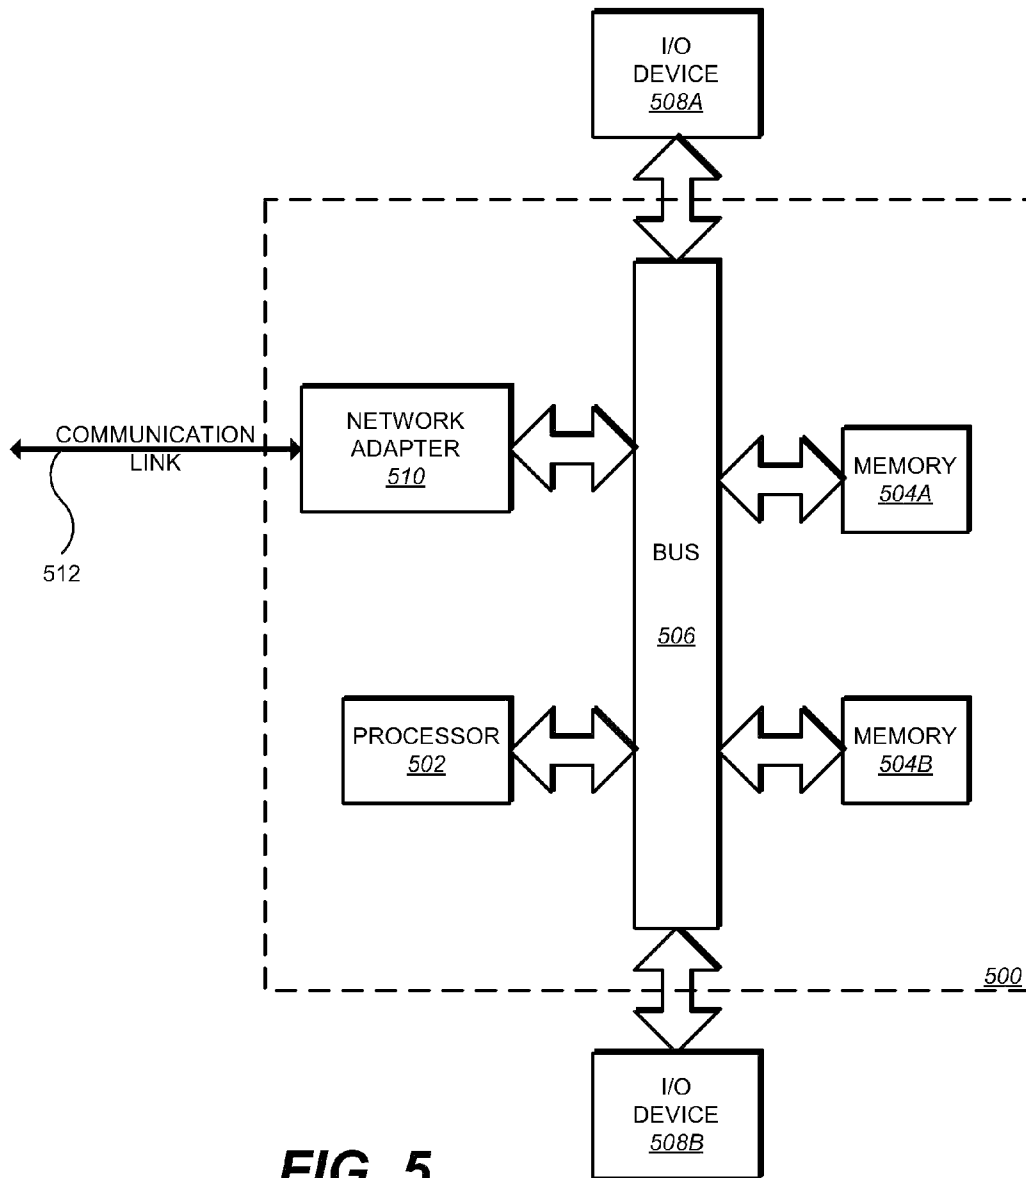 I/O
DEVICE
508A
NETWORK
ADAPTER
510
COMMUNICATION
LINK
512
MEMORY
504A
BUS
506
PROCESSOR
502
MEMORY
504B
500
I/O
DEVICE
508B
FIG. 5